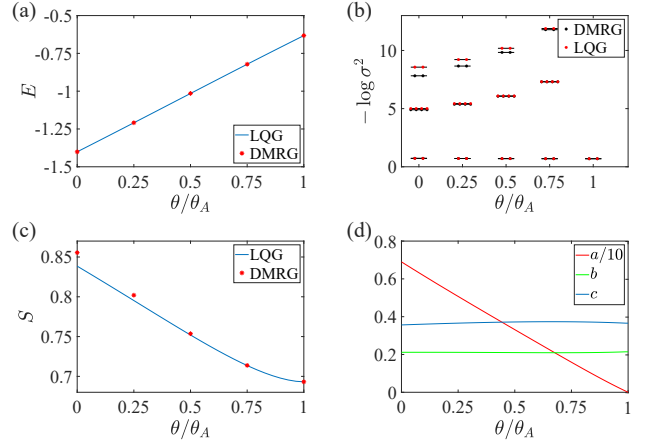 (a)
-0.5
-0.75
-1
-1.25
-1.5
E
0 0.25 0.5 0.75 1
θ/θ_A
LQG
DMRG
(b)
10
5
0
− log σ²
0 0.25 0.5 0.75 1
θ/θ_A
DMRG
LQG
(c)
0.85
0.8
0.75
0.7
S
0 0.25 0.5 0.75 1
θ/θ_A
LQG
DMRG
(d)
0.8
0.6
0.4
0.2
0
0 0.25 0.5 0.75 1
θ/θ_A
a/10
b
c